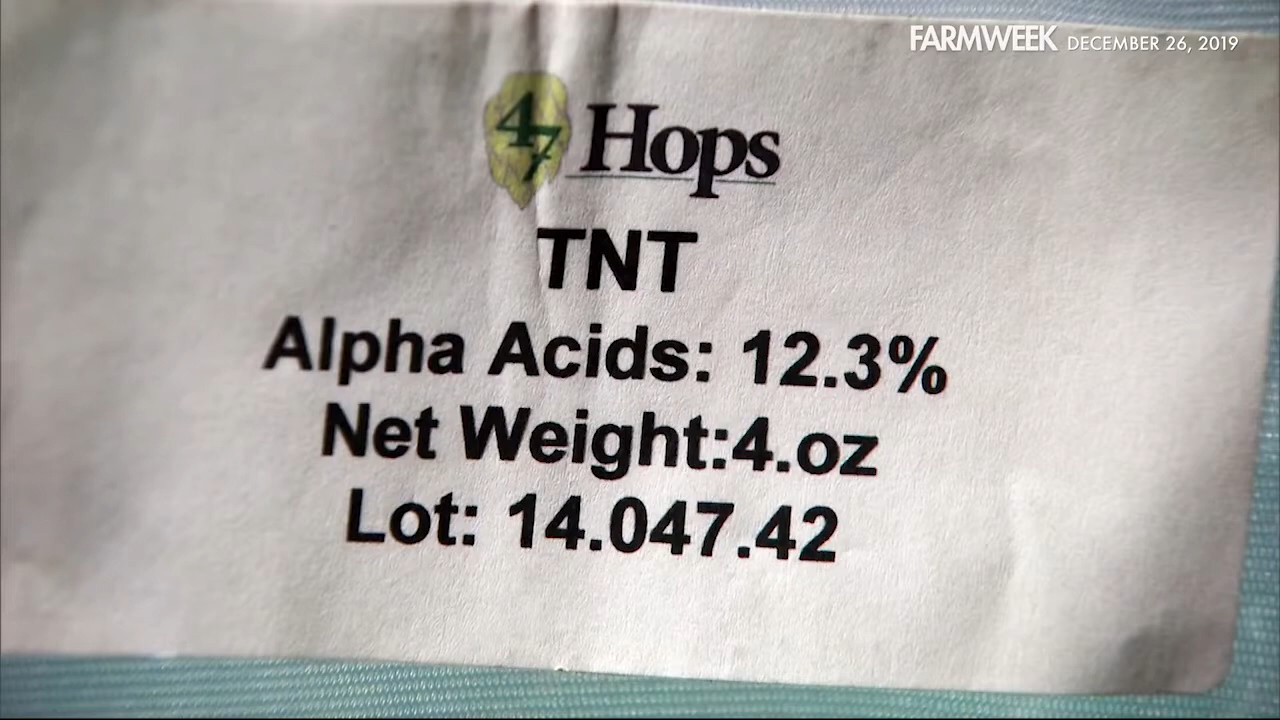 FARMWEEK DECEMBER 26, 2019
47 Hops
TNT
Alpha Acids: 12.3%
Net Weight:4.oz
Lot: 14.047.42